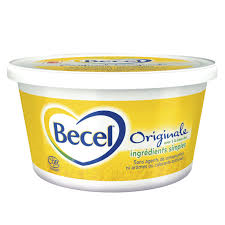 Becel
Originale
ingrédients simples
Sans agents de conservation,
ni arômes ou colorants artificiels